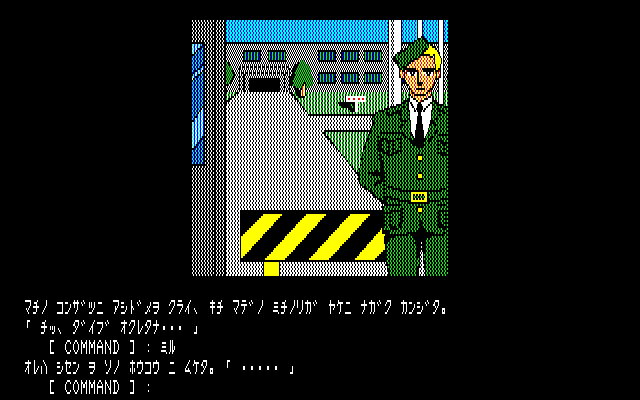 マチノ コンザツニ アシドメヲ クライ、 キチ マデノ ミチノリガ ヤケニ ナガク カンジタ。
「 チッ、 ダイブ オクレタナ・・・ 」
[ COMMAND ] : ミル
オレハ シセン ヲ ソノ ホウコウ ニ ムケタ。「 ・・・・・ 」
[ COMMAND ] :